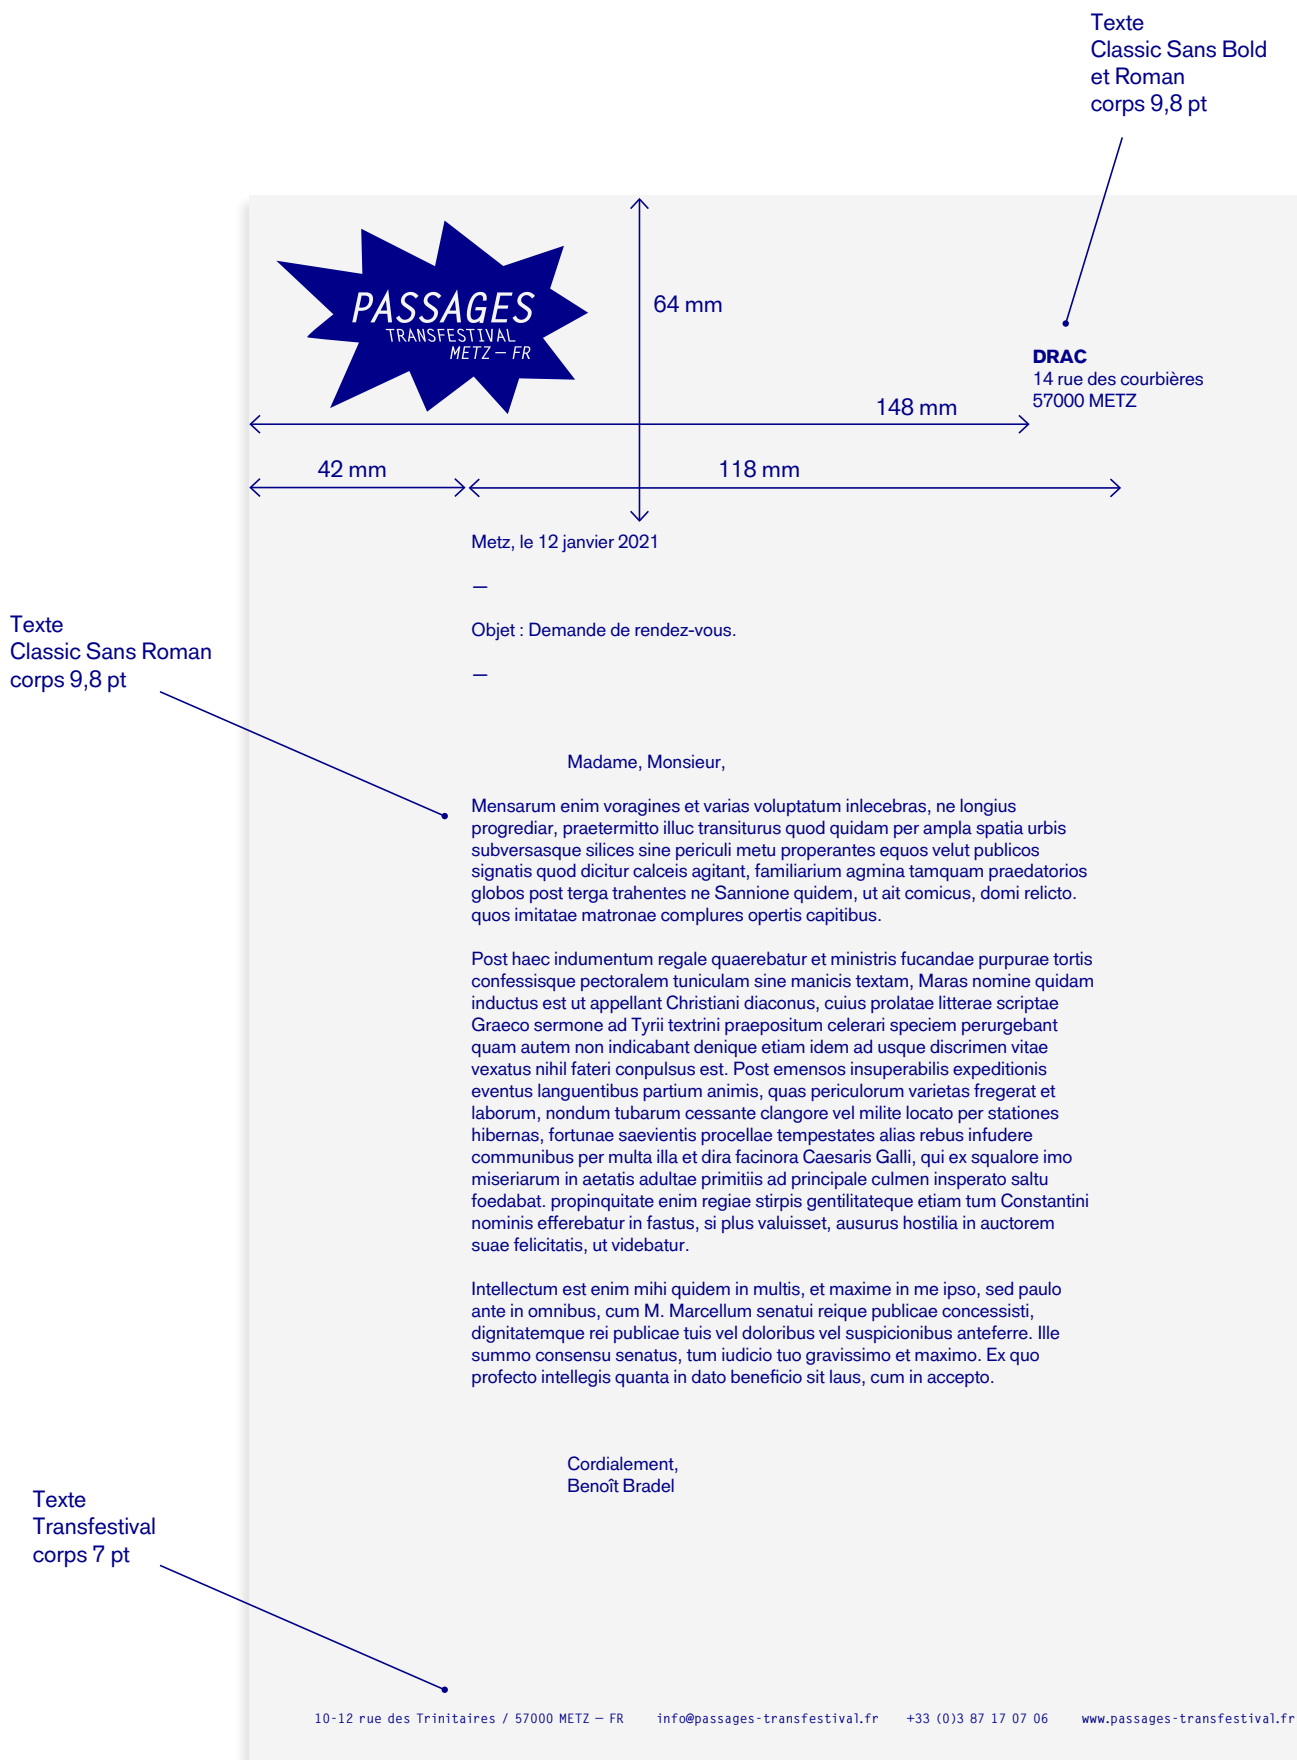 Texte
Classic Sans Bold
et Roman
corps 9,8 pt
PASSAGES
TRANSFESTIVAL
METZ — FR
64 mm
DRAC
14 rue des courbières
57000 METZ
148 mm
42 mm
118 mm
Metz, le 12 janvier 2021
—
Objet : Demande de rendez-vous.
—
Texte
Classic Sans Roman
corps 9,8 pt
Madame, Monsieur,
Mensarum enim voragines et varias voluptatum inlecebras, ne longius
progrediar, praetermitto illuc transiturus quod quidam per ampla spatia urbis
subversasque silices sine periculi metu properantes equos velut publicos
signatis quod dicitur calceis agitant, familiarium agmina tamquam praedatorios
globos post terga trahentes ne Sannione quidem, ut ait comicus, domi relicto.
quos imitatae matronae complures opertis capitibus.
Post haec indumentum regale quaerebatur et ministris fucandae purpurae tortis
confessisque pectoralem tuniculam sine manicis textam, Maras nomine quidam
inductus est ut appellant Christiani diaconus, cuius prolatae litterae scriptae
Graeco sermone ad Tyrii textrini praepositum celerari speciem perurgebant
quam autem non indicabant denique etiam idem ad usque discrimen vitae
vexatus nihil fateri conpulsus est. Post emensos insuperabilis expeditionis
eventus languentibus partium animis, quas periculorum varietas fregerat et
laborum, nondum tubarum cessante clangore vel milite locato per stationes
hibernas, fortunae saevientis procellae tempestates alias rebus infudere
communibus per multa illa et dira facinora Caesaris Galli, qui ex squalore imo
miseriarum in aetatis adultae primitiis ad principale culmen insperato saltu
foedabat. propinquitate enim regiae stirpis gentilitateque etiam tum Constantini
nominis efferebatur in fastus, si plus valuisset, ausurus hostilia in auctorem
suae felicitatis, ut videbatur.
Intellectum est enim mihi quidem in multis, et maxime in me ipso, sed paulo
ante in omnibus, cum M. Marcellum senatui reique publicae concessisti,
dignitatemque rei publicae tuis vel doloribus vel suspicionibus anteferre. Ille
summo consensu senatus, tum iudicio tuo gravissimo et maximo. Ex quo
profecto intellegis quanta in dato beneficio sit laus, cum in accepto.
Cordialement,
Benoît Bradel
Texte
Transfestival
corps 7 pt
10-12 rue des Trinitaires / 57000 METZ — FR info@passages-transfestival.fr +33 (0)3 87 17 07 06 www.passages-transfestival.fr